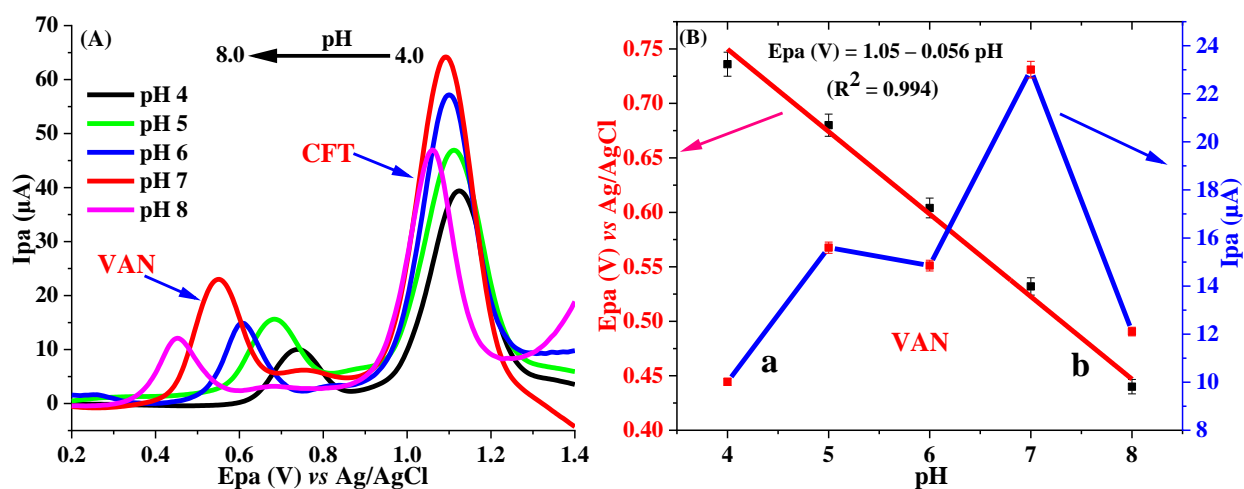 (A)
pH
8.0
4.0
pH 4
pH 5
pH 6
pH 7
pH 8
CFT
VAN
Ipa (µA)
70
60
50
40
30
20
10
0
0.2
0.4
0.6
0.8
1.0
1.2
1.4
Epa (V) vs Ag/AgCl
(B)
Epa (V) = 1.05 – 0.056 pH
(R² = 0.994)
Epa (V) vs Ag/AgCl
0.75
0.70
0.65
0.60
0.55
0.50
0.45
0.40
a
VAN
b
4
5
6
7
8
pH
24
22
20
18
16
14
12
10
8
Ipa (µA)